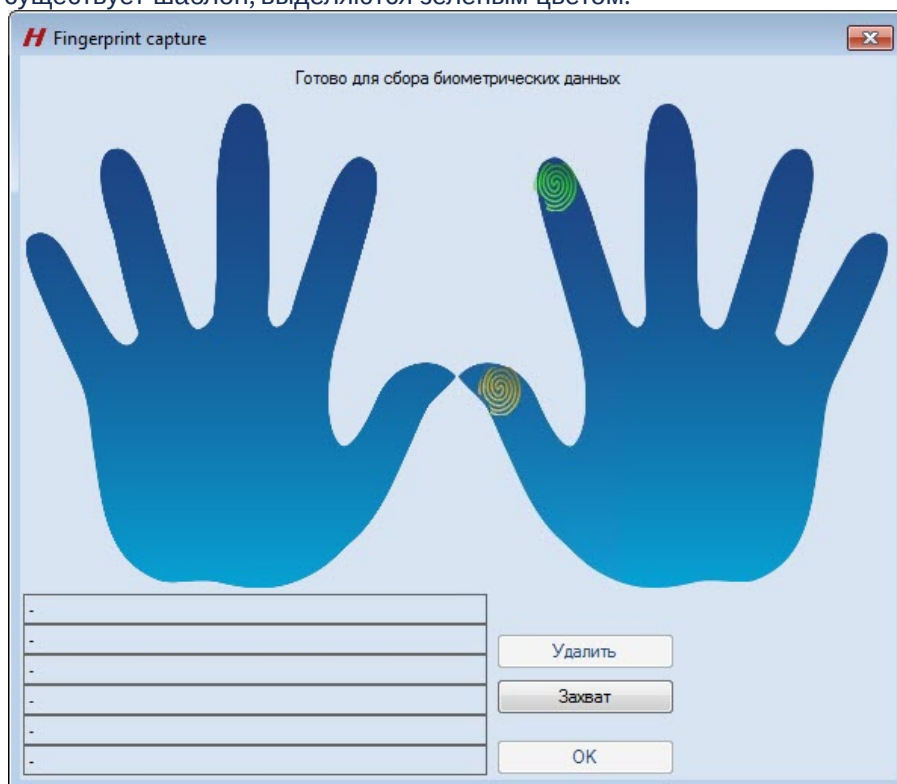 существует шаблон, выделяются зеленым цветом.
Fingerprint capture
Готово для сбора биометрических данных
-
-
-
-
-
-
Удалить
Захват
OK